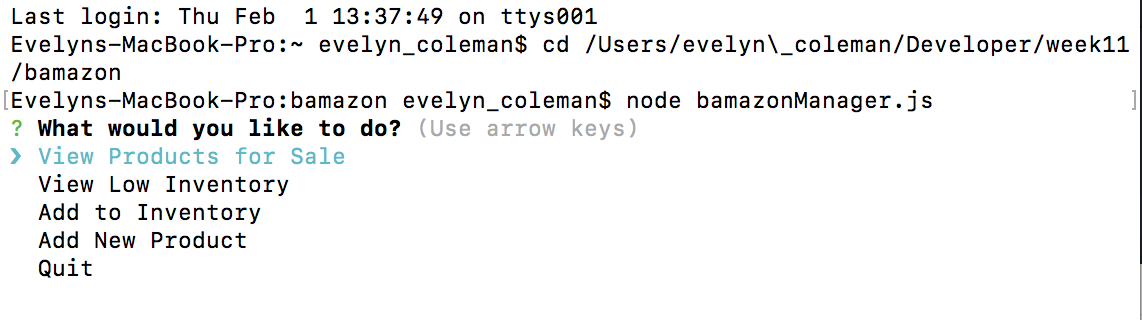 Last login: Thu Feb  1 13:37:49 on ttys001
Evelyns-MacBook-Pro:~ evelyn_coleman$ cd /Users/evelyn\_coleman/Developer/week11
/bamazon
[Evelyns-MacBook-Pro:bamazon evelyn_coleman$ node bamazonManager.js ]
? What would you like to do? (Use arrow keys)
❯ View Products for Sale
  View Low Inventory
  Add to Inventory
  Add New Product
  Quit